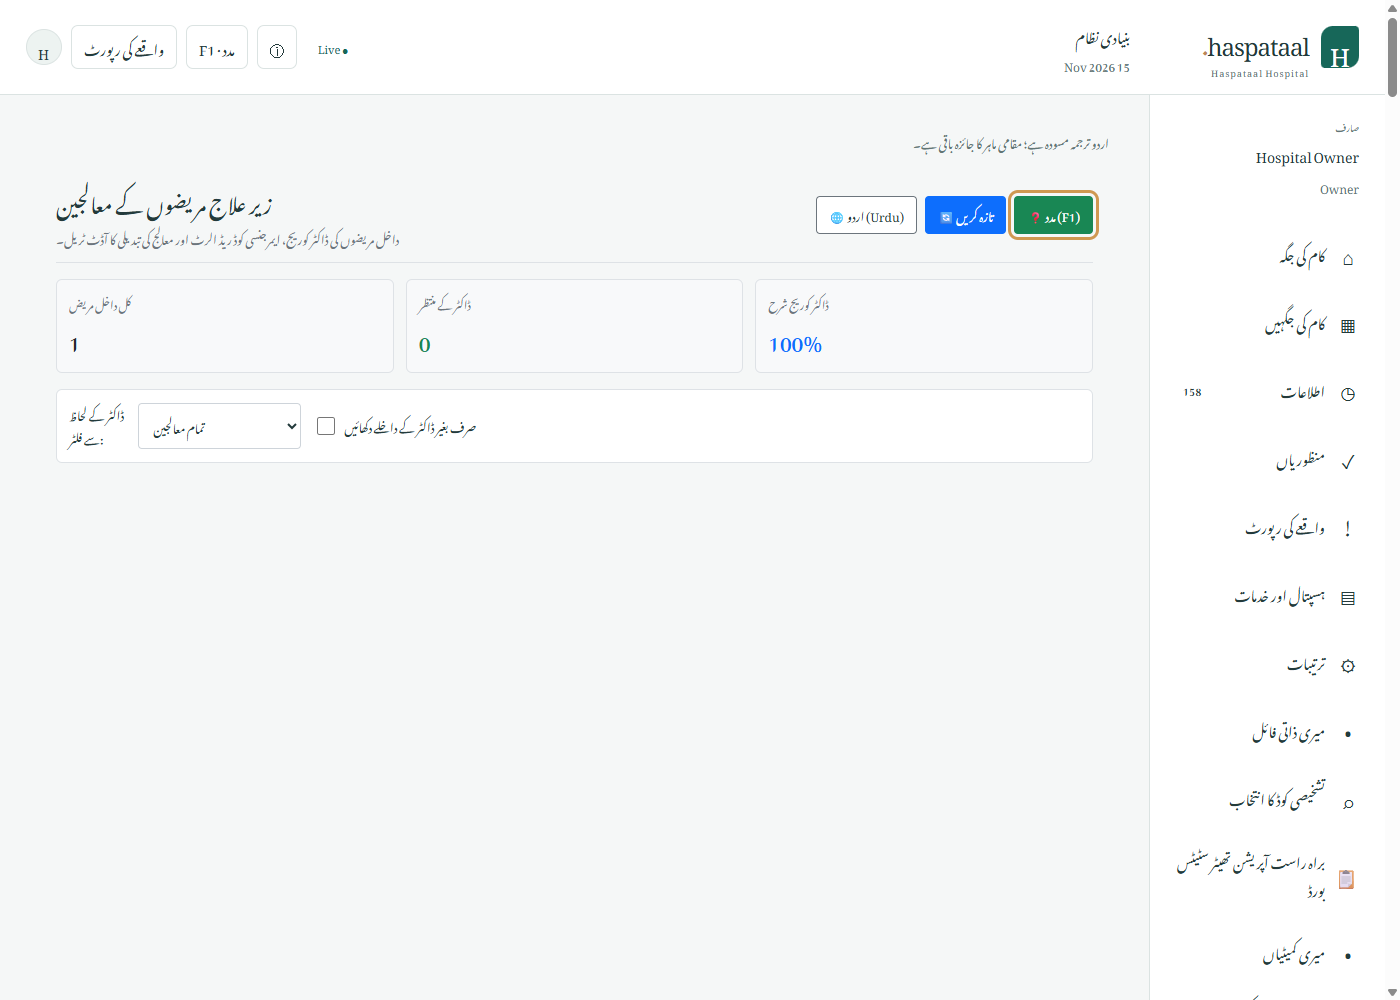 haspataal.
Haspataal Hospital
H
بنیادی نظام
15 Nov 2026
Live
مدد · F1
واقعے کی رپورٹ
H
صارف
Hospital Owner
Owner
کام کی جگہ
کام کی جگہیں
اطلاعات
158
منظوریاں
واقعے کی رپورٹ
ہسپتال اور خدمات
ترتیبات
میری ذاتی فائل
تشخیصی کوڈ کا انتخاب
براہ راست آپریشن تھیٹر سٹیٹس
بورڈ
میری کمیٹیاں
اردو ترجمہ مسودہ ہے؛ مقامی ماہر کا جائزہ باقی ہے۔
زیر علاج مریضوں کے معالجین
داخل مریضوں کی ڈاکٹر کوریج، ایمرجنسی کوڈ ریڈ الرٹ اور معالج کی تبدیلی کا آڈٹ ٹریل۔
مدد (F1)
تازہ کریں
اردو (Urdu)
ڈاکٹر کوریج شرح
100%
ڈاکٹر کے منتظر
0
کل داخل مریض
1
ڈاکٹر کے لحاظ
سے فلٹر:
تمام معالجین
صرف بغیر ڈاکٹر کے داخلے دکھائیں